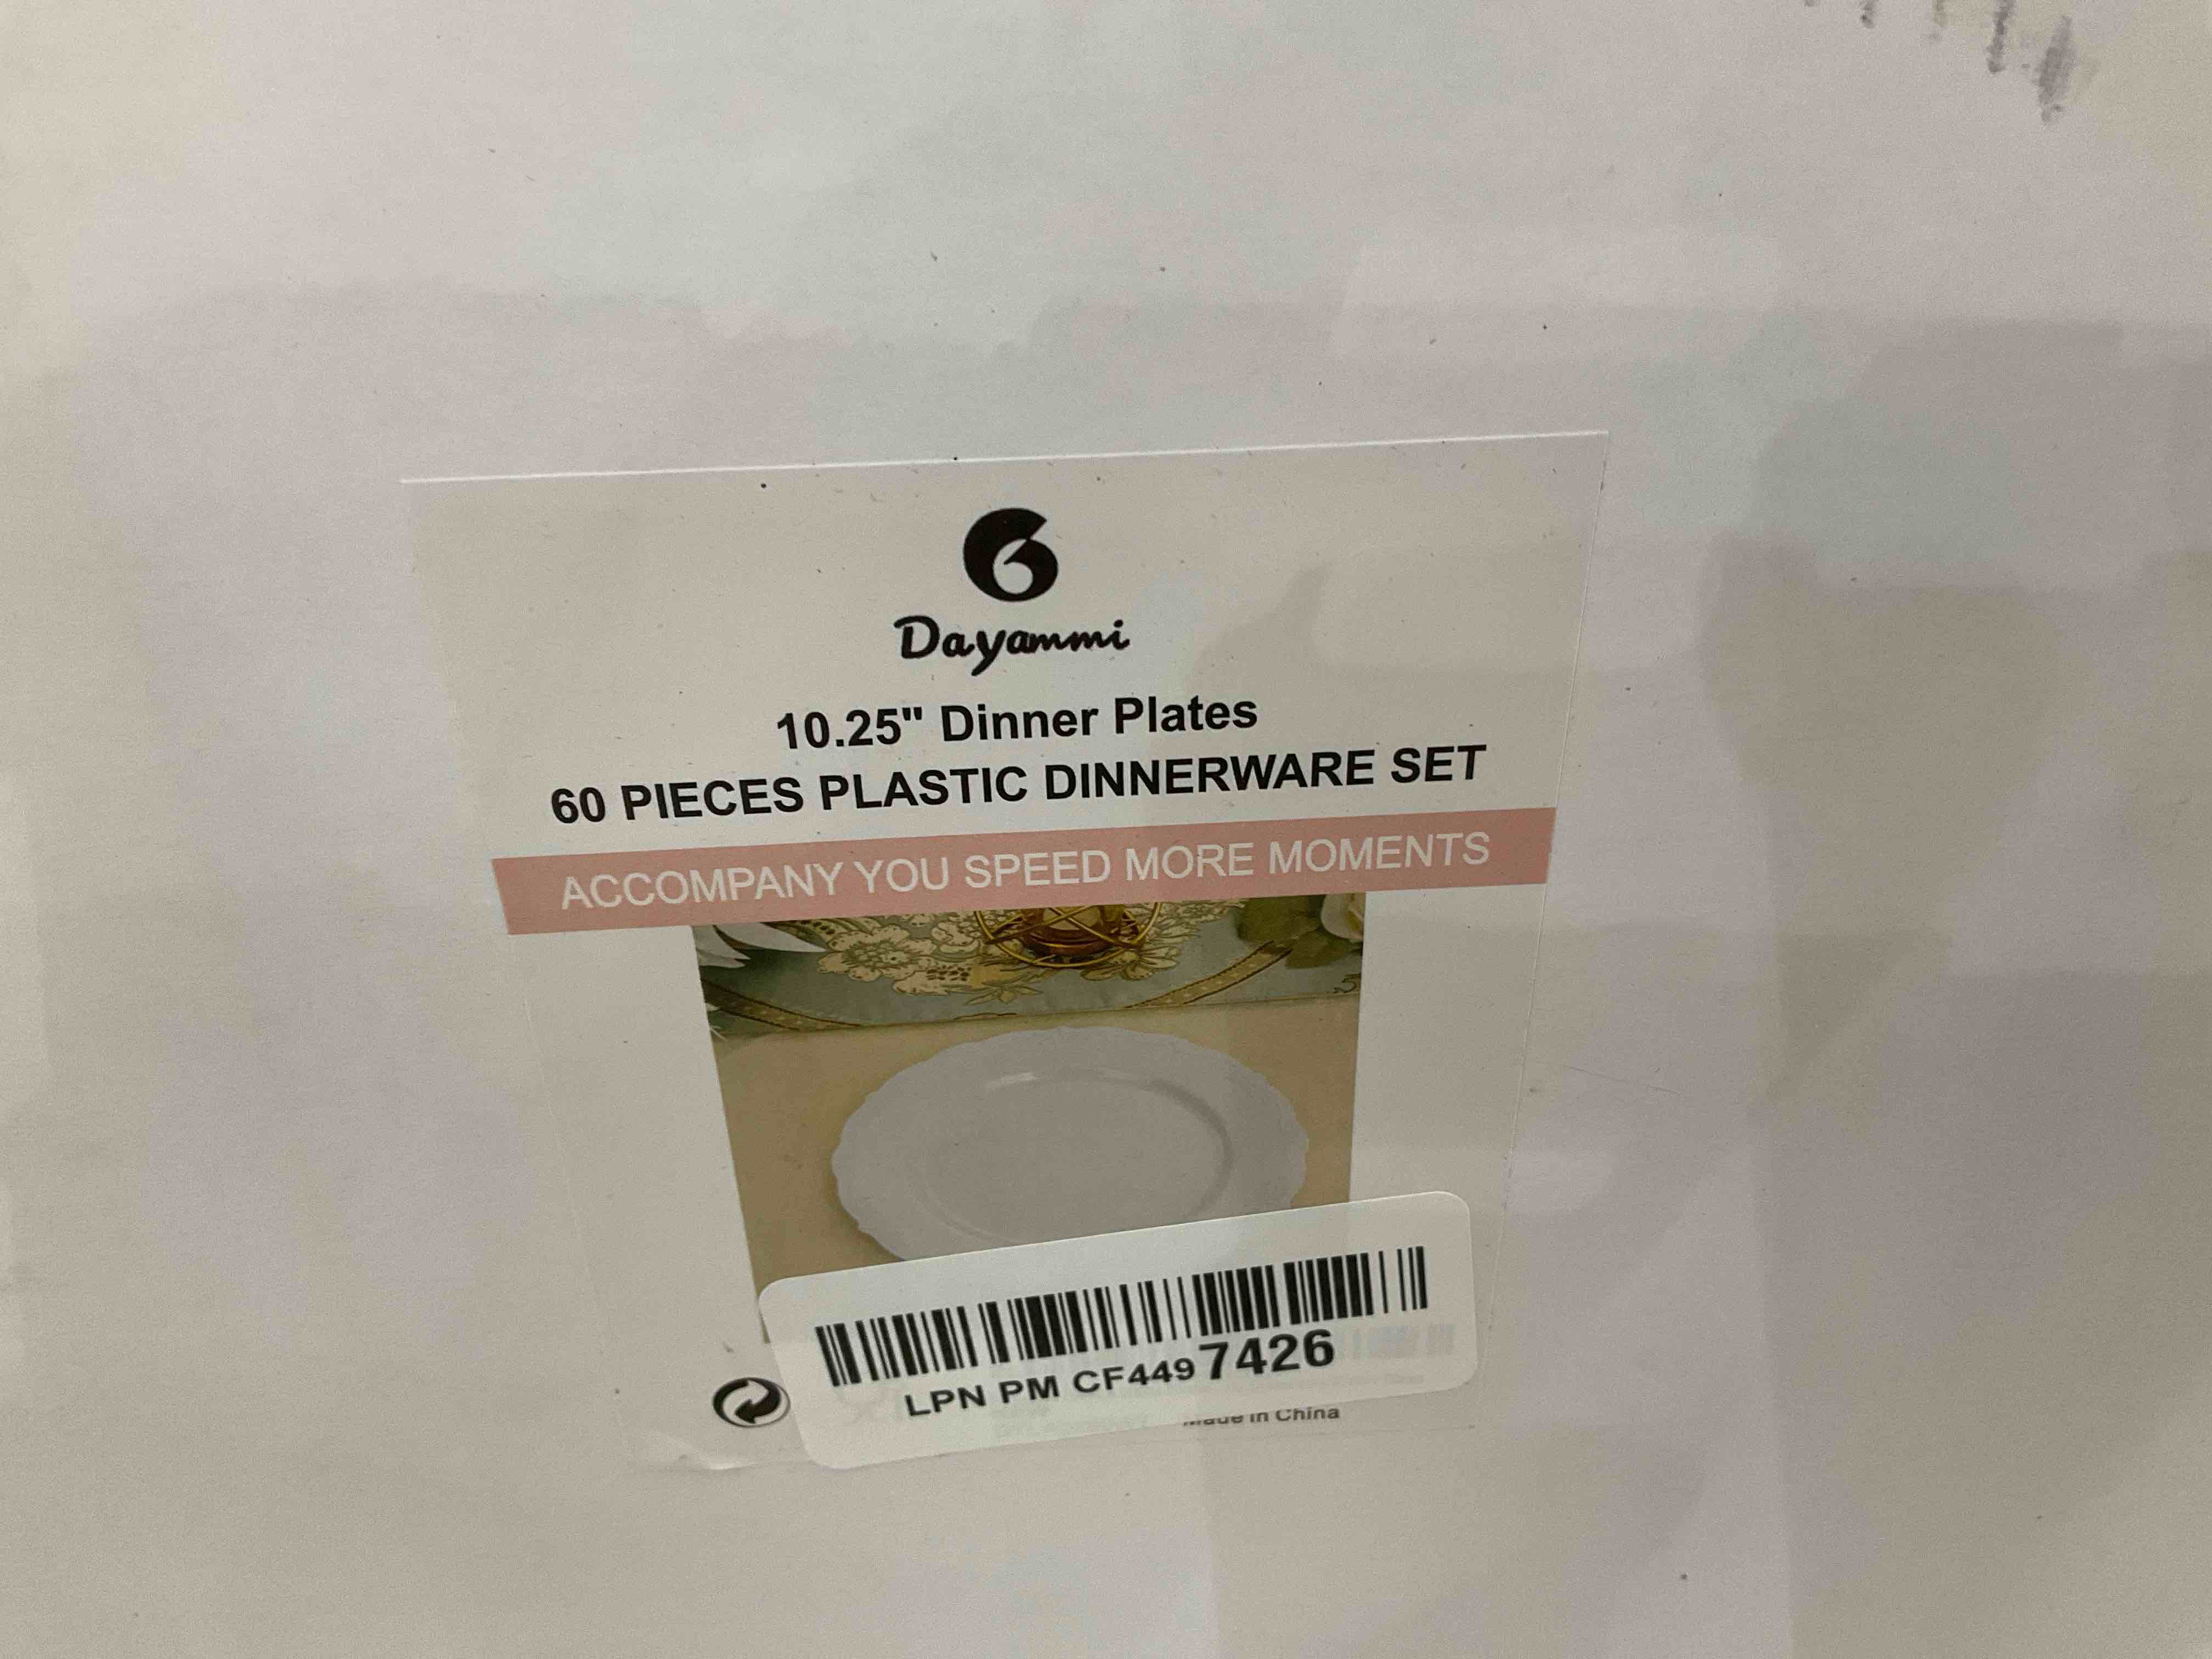 Dayammi
10.25" Dinner Plates
60 PIECES PLASTIC DINNERWARE SET
ACCOMPANY YOU SPEED MORE MOMENTS
LPN PM CF4497426
Made in China